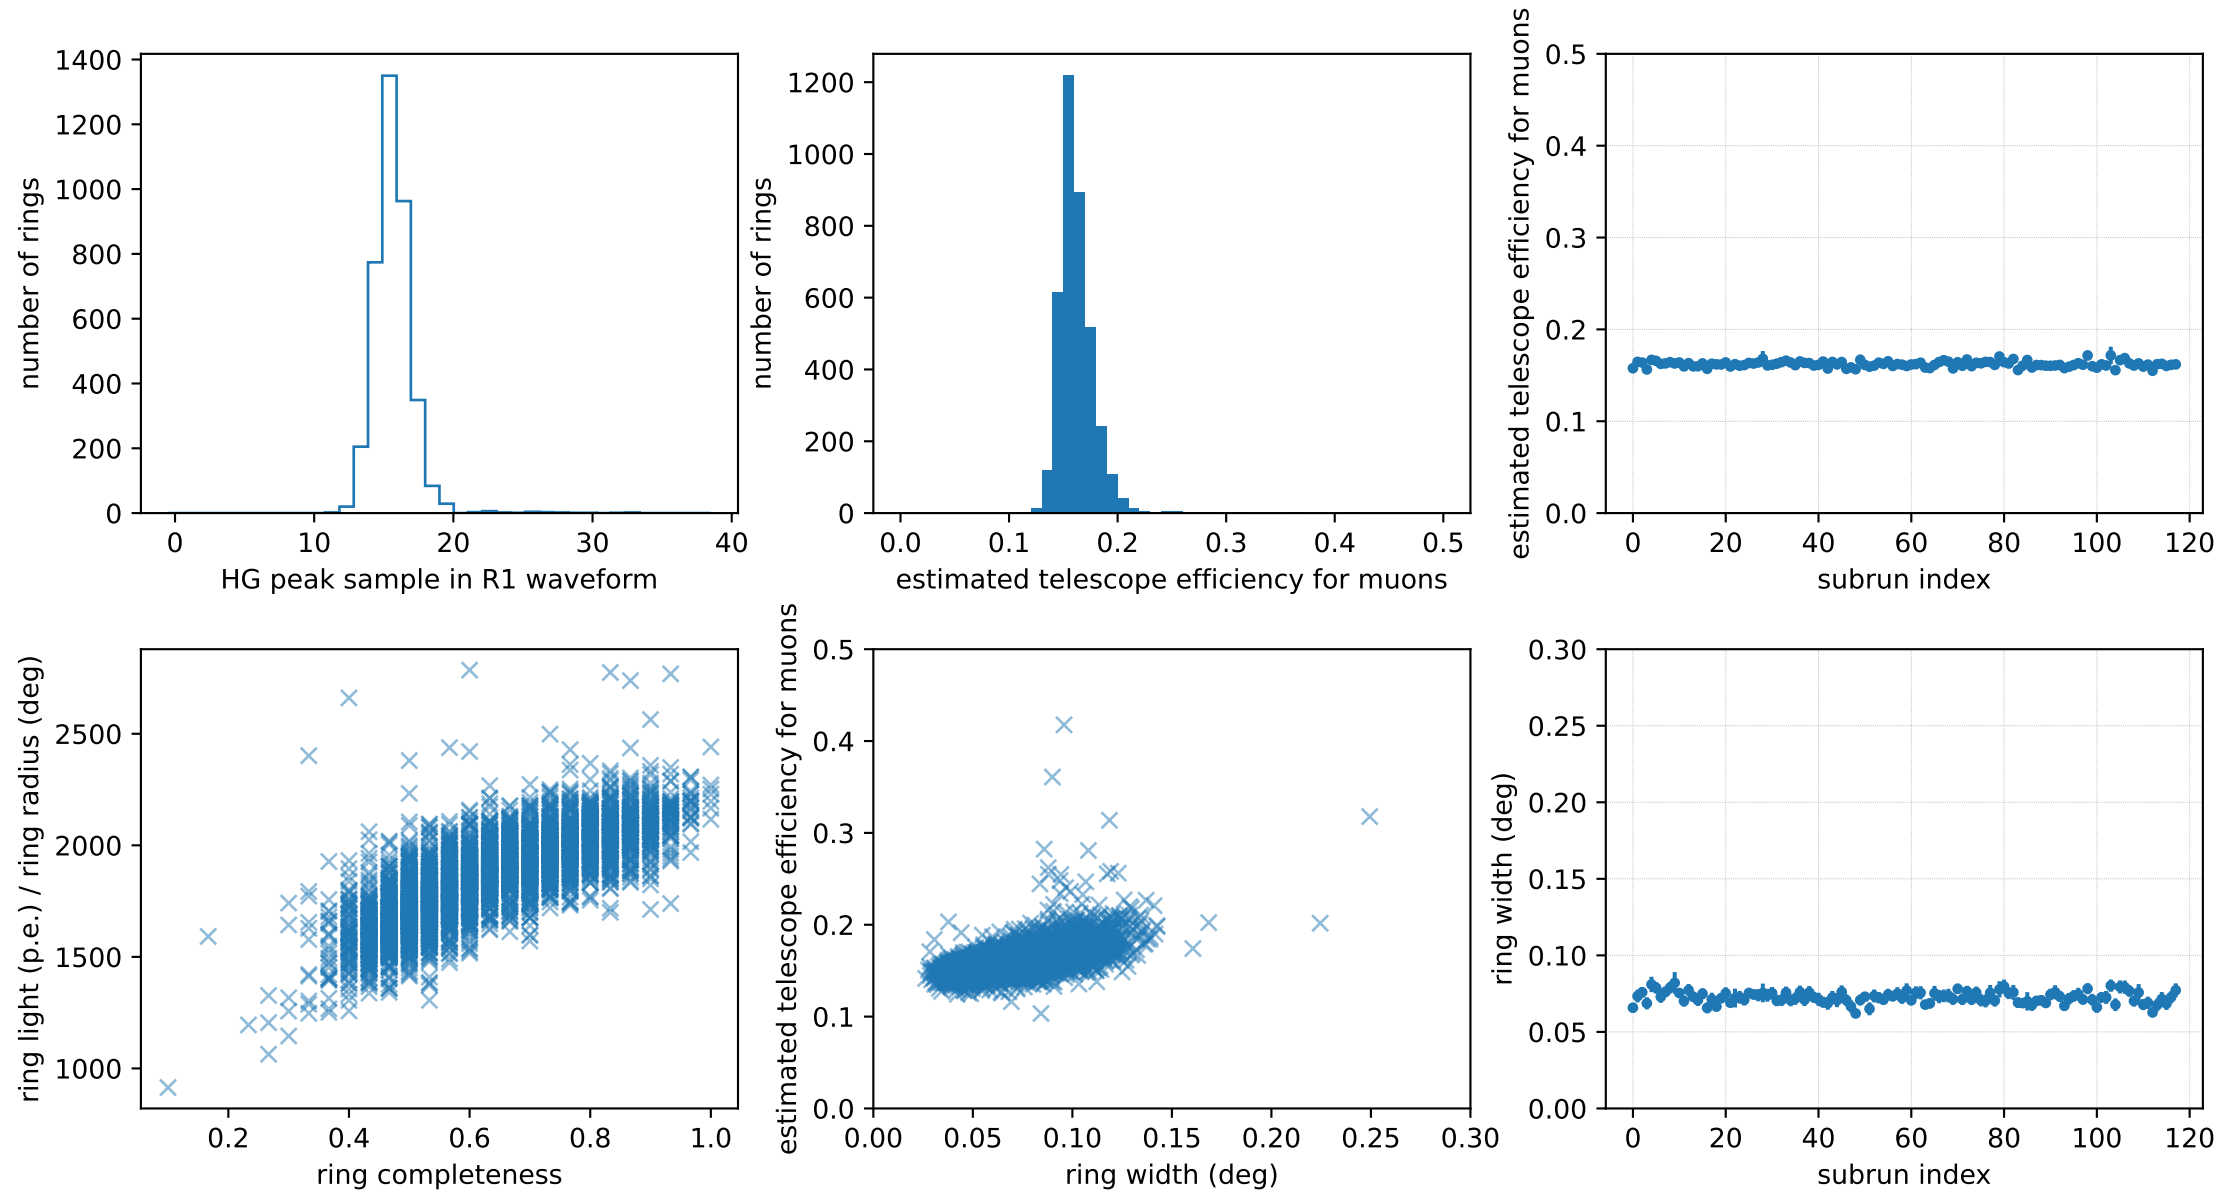 1400
1200
1000
800
600
400
200
0
number of rings
0 10 20 30 40
HG peak sample in R1 waveform
1200
1000
800
600
400
200
0
number of rings
0.0 0.1 0.2 0.3 0.4 0.5
estimated telescope efficiency for muons
0.5
0.4
0.3
0.2
0.1
0.0
estimated telescope efficiency for muons
0 20 40 60 80 100 120
subrun index
2500
2000
1500
1000
ring light (p.e.) / ring radius (deg)
0.2 0.4 0.6 0.8 1.0
ring completeness
0.5
0.4
0.3
0.2
0.1
0.0
estimated telescope efficiency for muons
0.00 0.05 0.10 0.15 0.20 0.25 0.30
ring width (deg)
0.30
0.25
0.20
0.15
0.10
0.05
0.00
ring width (deg)
0 20 40 60 80 100 120
subrun index